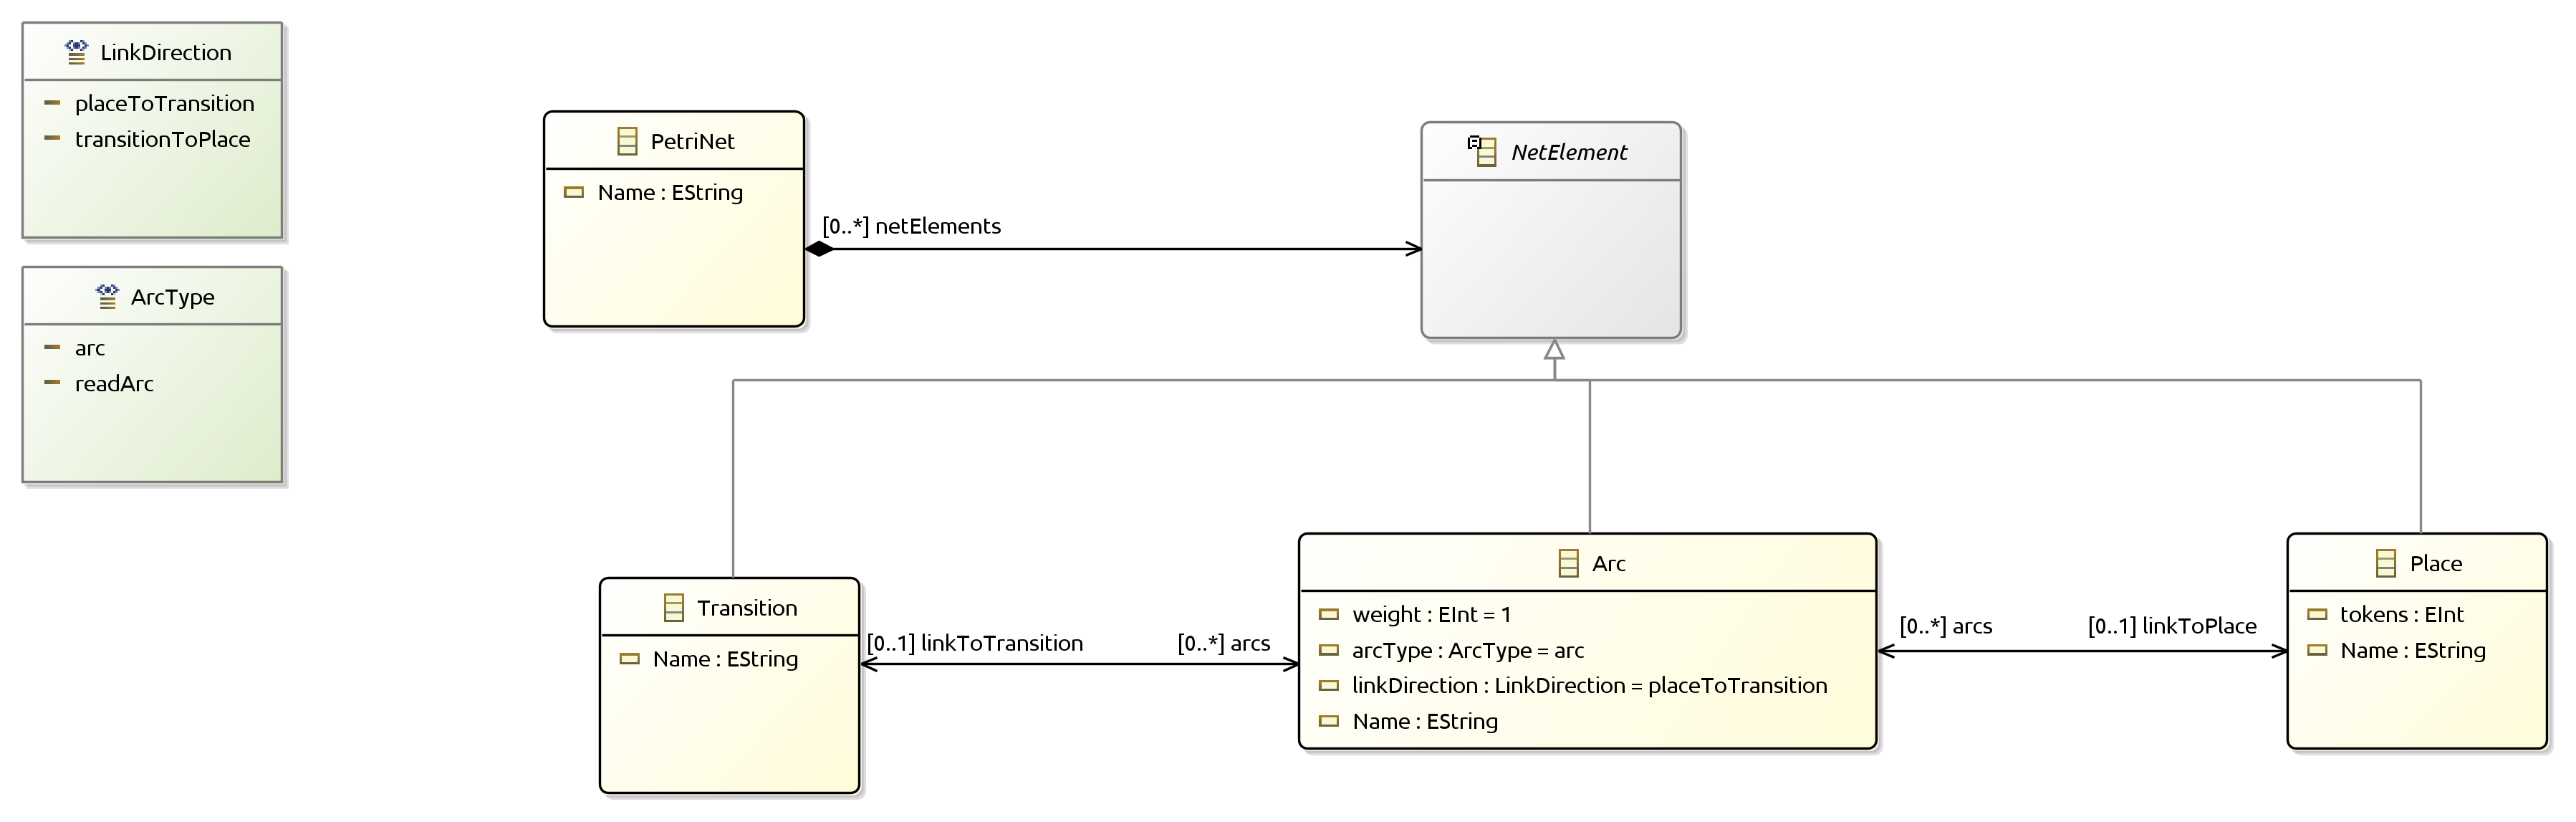 LinkDirection
placeToTransition
transitionToPlace
ArcType
arc
readArc
PetriNet
Name : EString
[0..*] netElements
NetElement
Transition
Name : EString
[0..1] linkToTransition
[0..*] arcs
Arc
weight : EInt = 1
arcType : ArcType = arc
linkDirection : LinkDirection = placeToTransition
Name : EString
[0..*] arcs
[0..1] linkToPlace
Place
tokens : EInt
Name : EString